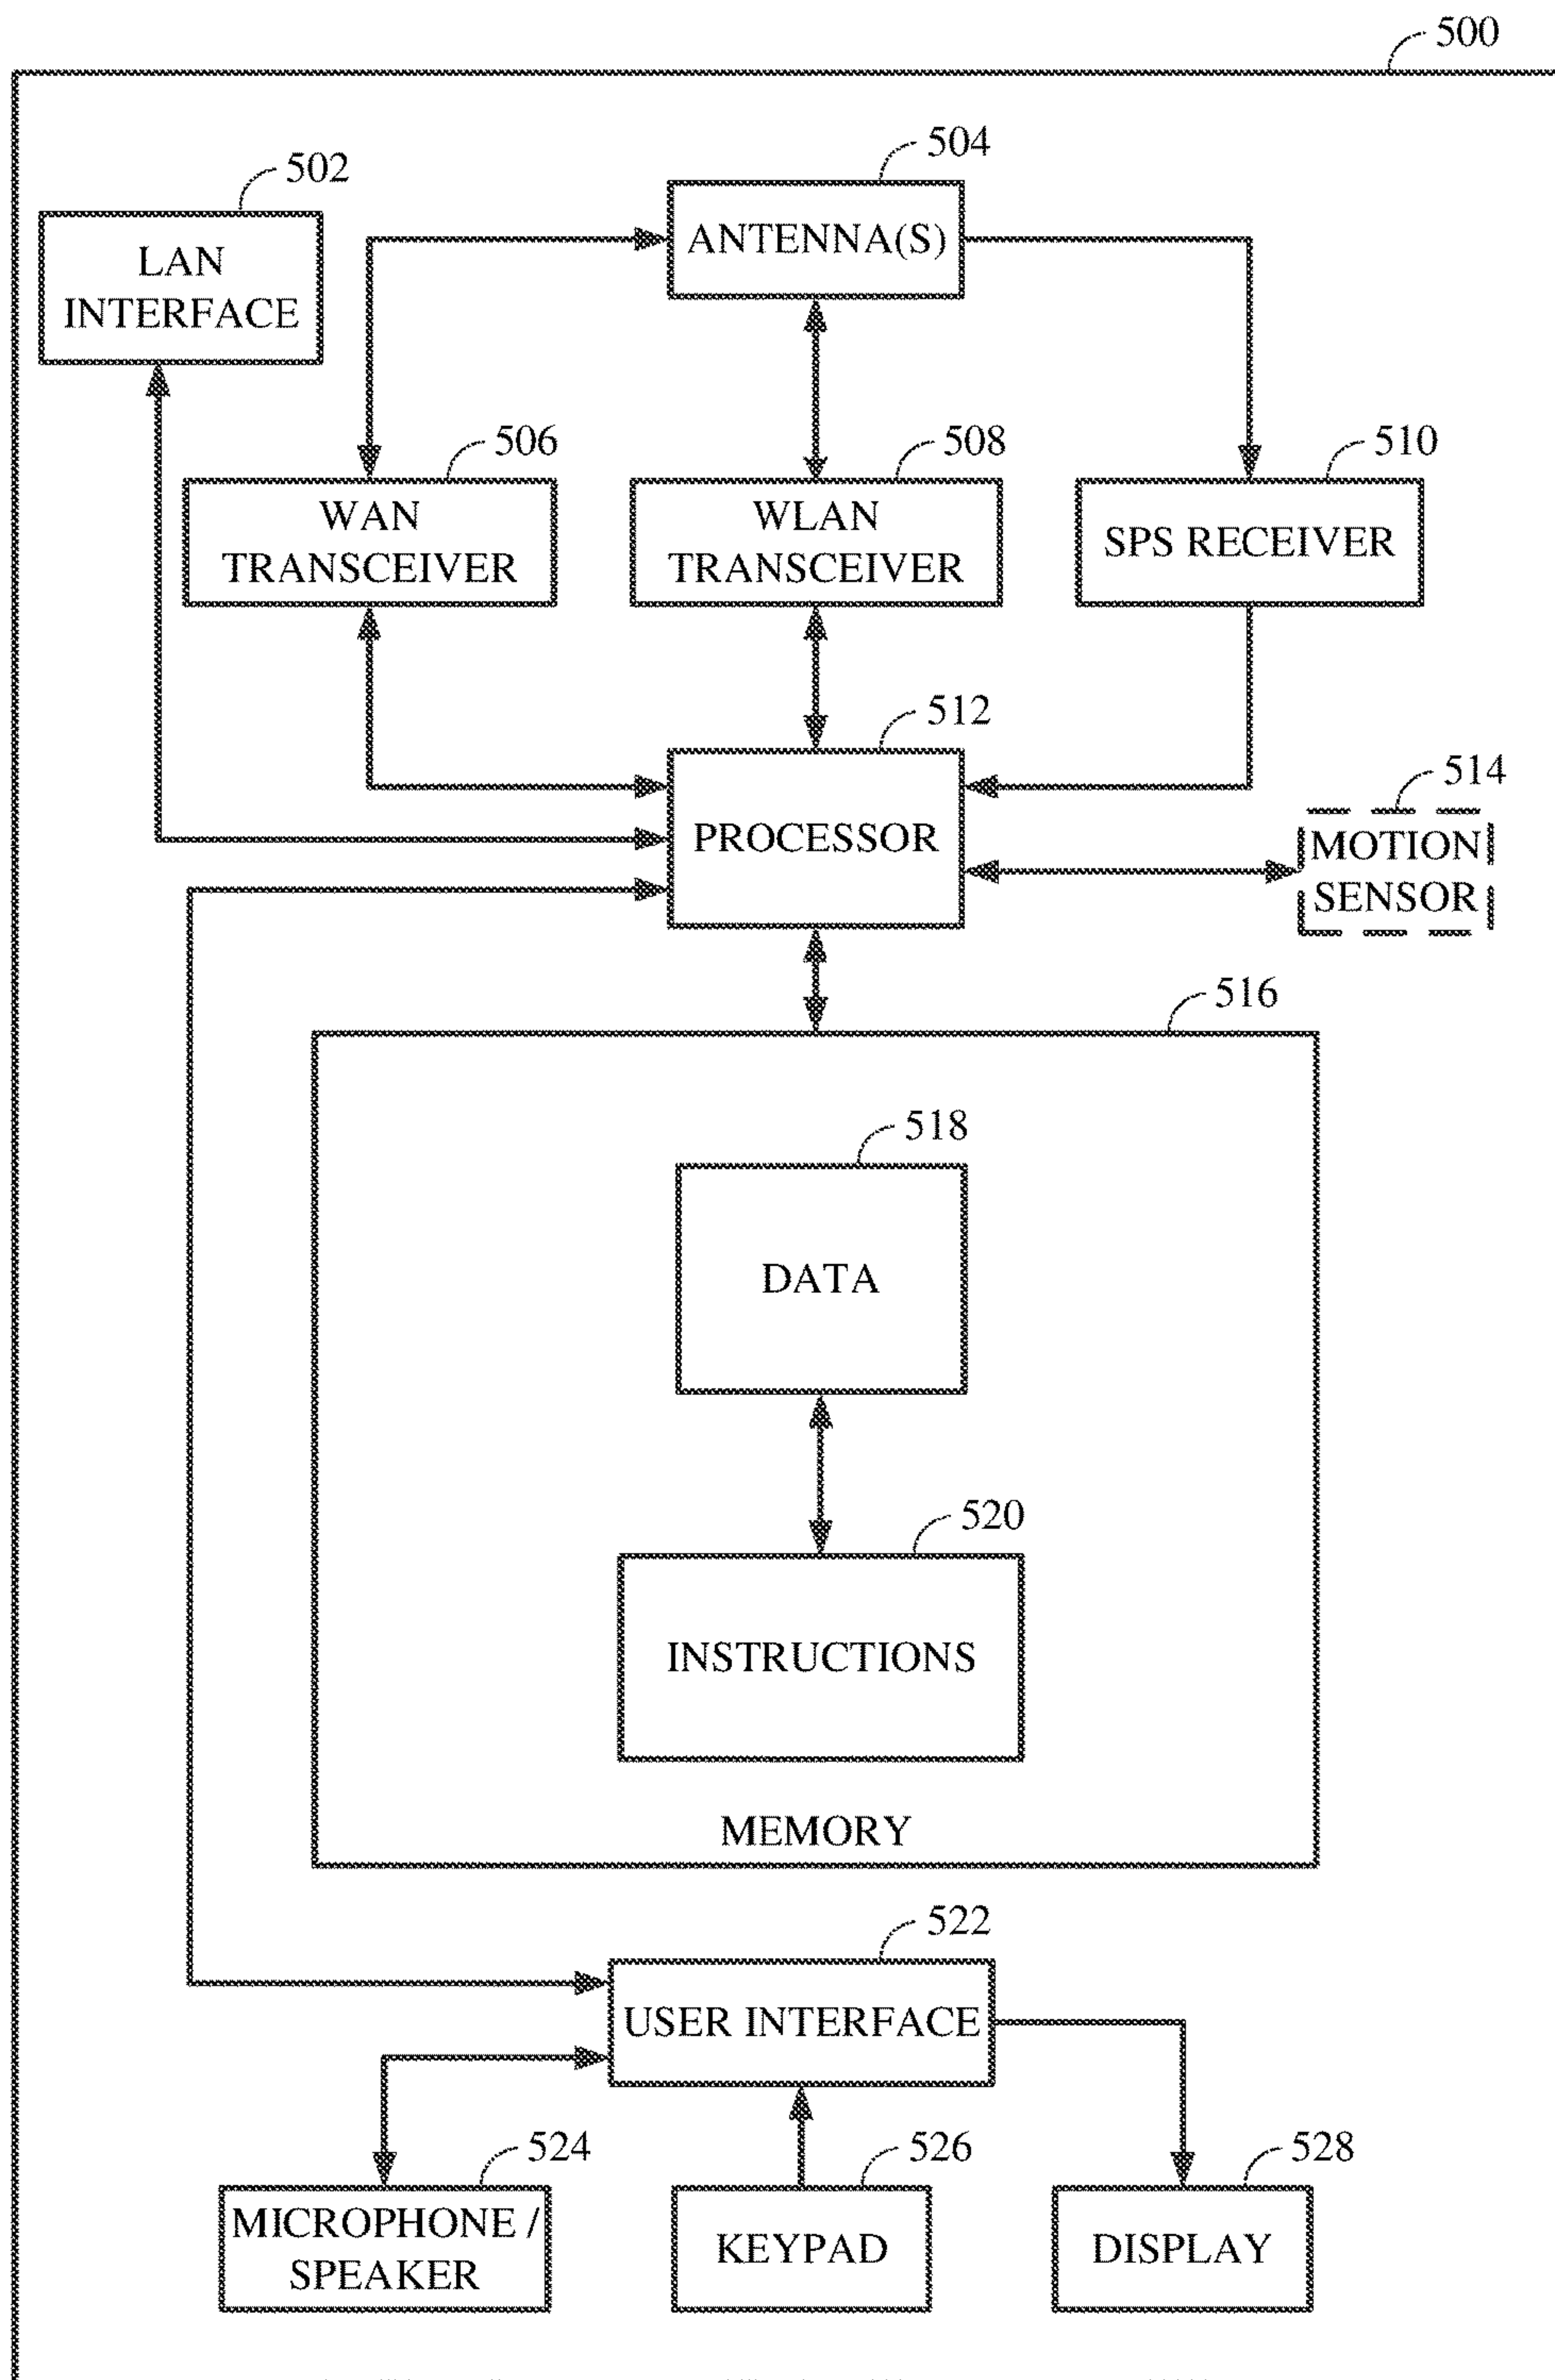 500
504
502
ANTENNA(S)
LAN
INTERFACE
506
508
510
WAN
TRANSCEIVER
WLAN
TRANSCEIVER
SPS RECEIVER
512
514
PROCESSOR
MOTION
SENSOR
516
518
DATA
520
INSTRUCTIONS
MEMORY
522
USER INTERFACE
524
526
528
MICROPHONE /
SPEAKER
KEYPAD
DISPLAY